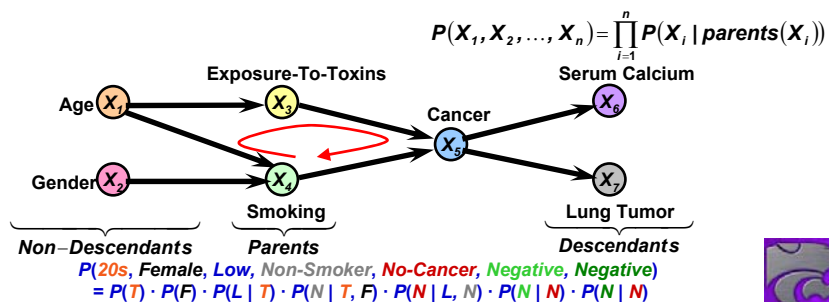 P(X₁, X₂, …, Xₙ) = ∏ⁿᵢ₌₁ P(Xᵢ | parents(Xᵢ))
Exposure-To-Toxins Serum Calcium
Age X₁ X₃ X₆
Cancer
X₅
Gender X₂ X₄ X₇
Smoking Lung Tumor
Non–Descendants Parents Descendants
P(20s, Female, Low, Non-Smoker, No-Cancer, Negative, Negative)
= P(T) · P(F) · P(L | T) · P(N | T, F) · P(N | L, N) · P(N | N) · P(N | N)